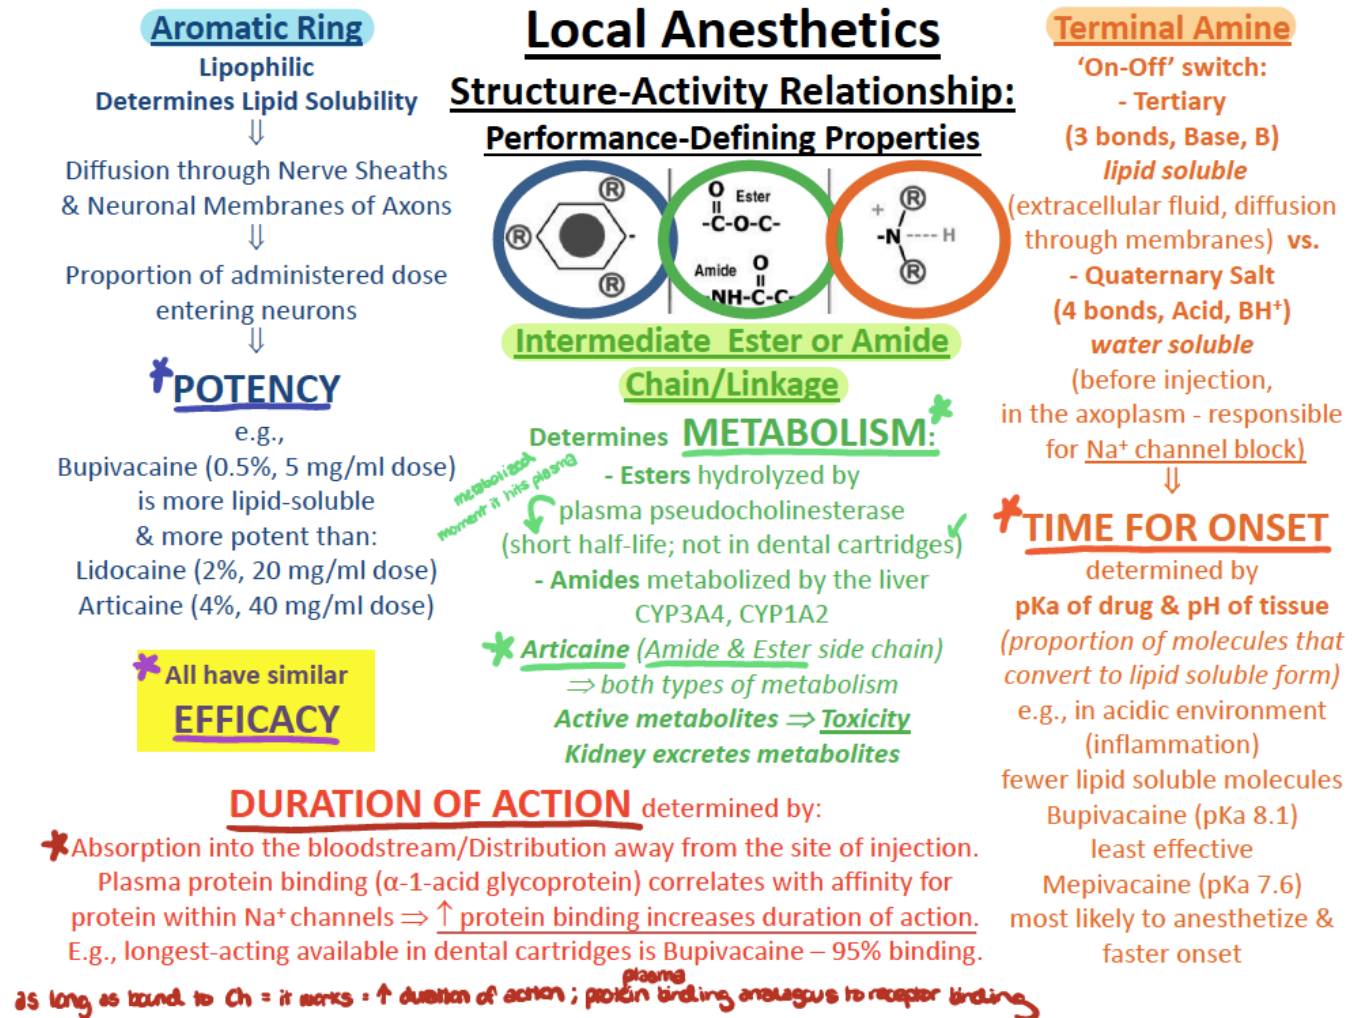 Local Anesthetics
Structure-Activity Relationship:
Performance-Defining Properties
Aromatic Ring
Lipophilic
Determines Lipid Solubility
⇓
Diffusion through Nerve Sheaths
& Neuronal Membranes of Axons
⇓
Proportion of administered dose
entering neurons
⇓
*POTENCY
e.g.,
Bupivacaine (0.5%, 5 mg/ml dose)
is more lipid-soluble
& more potent than:
Lidocaine (2%, 20 mg/ml dose)
Articaine (4%, 40 mg/ml dose)
*All have similar
EFFICACY
R
R
R
-
O
Ester
||
-C-O-C-
Amide
O
||
-NH-C-C-
+
R
-N---- H
R
Intermediate Ester or Amide
Chain/Linkage
Determines METABOLISM: *
- Esters hydrolyzed by
plasma pseudocholinesterase
(short half-life; not in dental cartridges) ✓
metabolized
moment it hits plasma
- Amides metabolized by the liver
CYP3A4, CYP1A2
*Articaine (Amide & Ester side chain)
⇒ both types of metabolism
Active metabolites ⇒ Toxicity
Kidney excretes metabolites
Terminal Amine
‘On-Off’ switch:
- Tertiary
(3 bonds, Base, B)
lipid soluble
(extracellular fluid, diffusion
through membranes) vs.
- Quaternary Salt
(4 bonds, Acid, BH⁺)
water soluble
(before injection,
in the axoplasm - responsible
for Na⁺ channel block)
⇓
*TIME FOR ONSET
determined by
pKa of drug & pH of tissue
(proportion of molecules that
convert to lipid soluble form)
e.g., in acidic environment
(inflammation)
fewer lipid soluble molecules
Bupivacaine (pKa 8.1)
least effective
Mepivacaine (pKa 7.6)
most likely to anesthetize &
faster onset
DURATION OF ACTION determined by:
*Absorption into the bloodstream/Distribution away from the site of injection.
Plasma protein binding (α-1-acid glycoprotein) correlates with affinity for
protein within Na⁺ channels ⇒ ↑ protein binding increases duration of action.
E.g., longest-acting available in dental cartridges is Bupivacaine – 95% binding.
plasma
as long as bound to Ch = it works = ↑ duration of action ; protein binding analagous to receptor binding